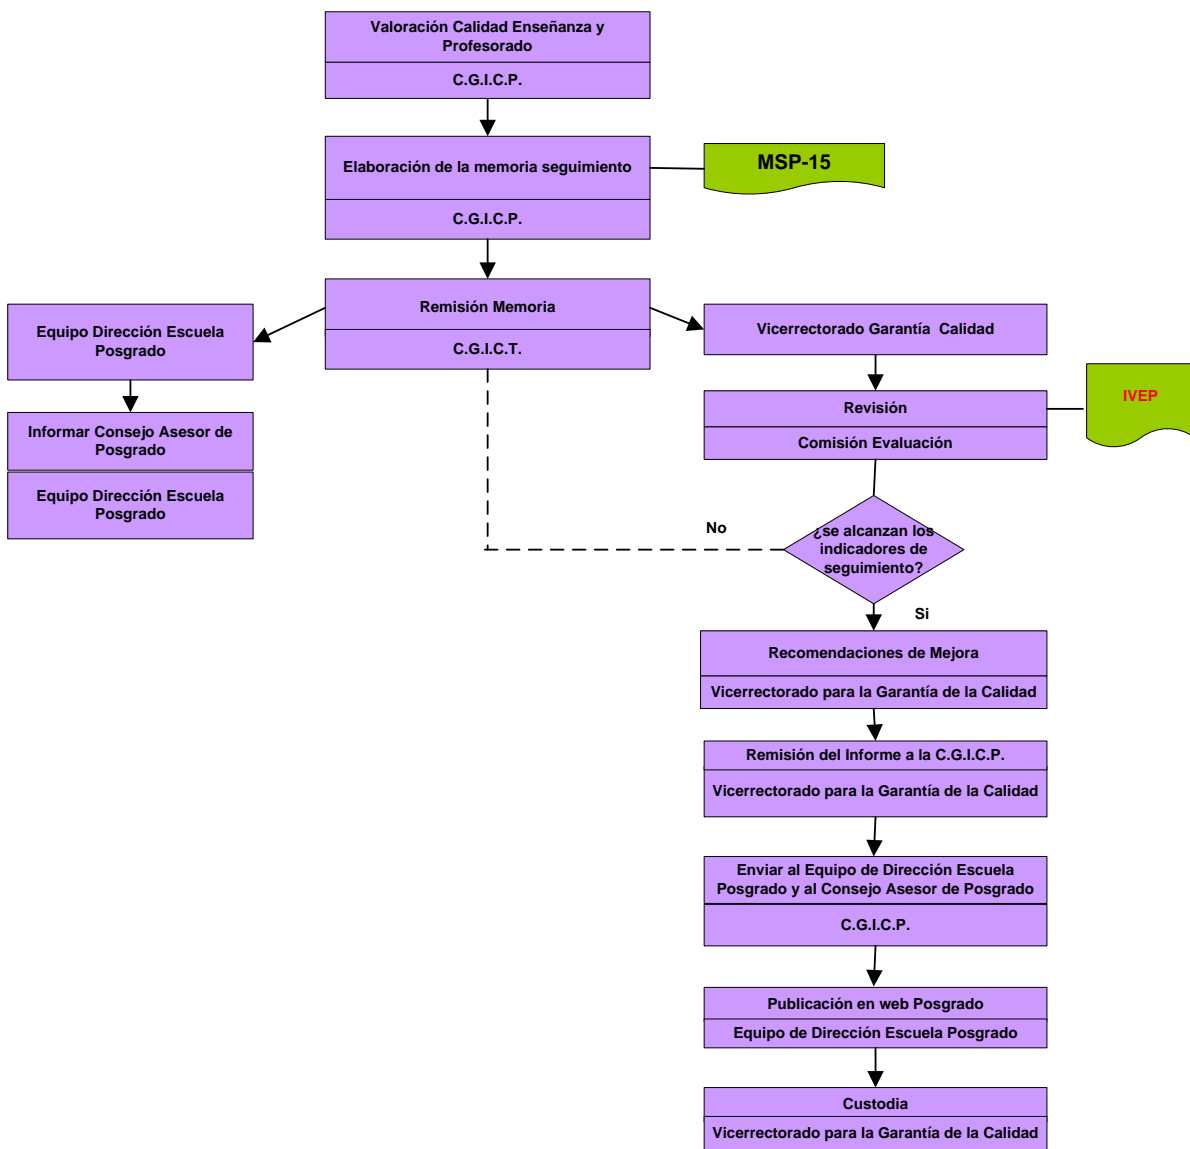 Valoración Calidad Enseñanza y
Profesorado
C.G.I.C.P.
Elaboración de la memoria seguimiento
C.G.I.C.P.
MSP-15
Remisión Memoria
C.G.I.C.T.
Equipo Dirección Escuela
Posgrado
Informar Consejo Asesor de
Posgrado
Equipo Dirección Escuela
Posgrado
Vicerrectorado Garantía  Calidad
Revisión
Comisión Evaluación
IVEP
No
¿se alcanzan los
indicadores de
seguimiento?
Si
Recomendaciones de Mejora
Vicerrectorado para la Garantía de la Calidad
Remisión del Informe a la C.G.I.C.P.
Vicerrectorado para la Garantía de la Calidad
Enviar al Equipo de Dirección Escuela
Posgrado y al Consejo Asesor de Posgrado
C.G.I.C.P.
Publicación en web Posgrado
Equipo de Dirección Escuela Posgrado
Custodia
Vicerrectorado para la Garantía de la Calidad